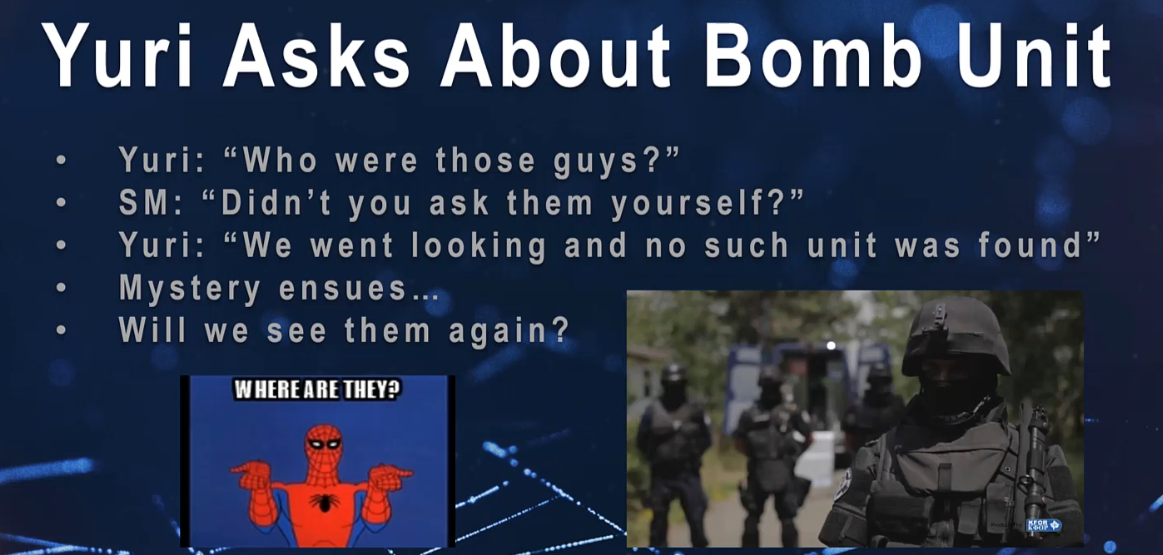 Yuri Asks About Bomb Unit
• Yuri: “Who were those guys?”
• SM: “Didn’t you ask them yourself?”
• Yuri: “We went looking and no such unit was found”
• Mystery ensues…
• Will we see them again?
WHERE ARE THEY?